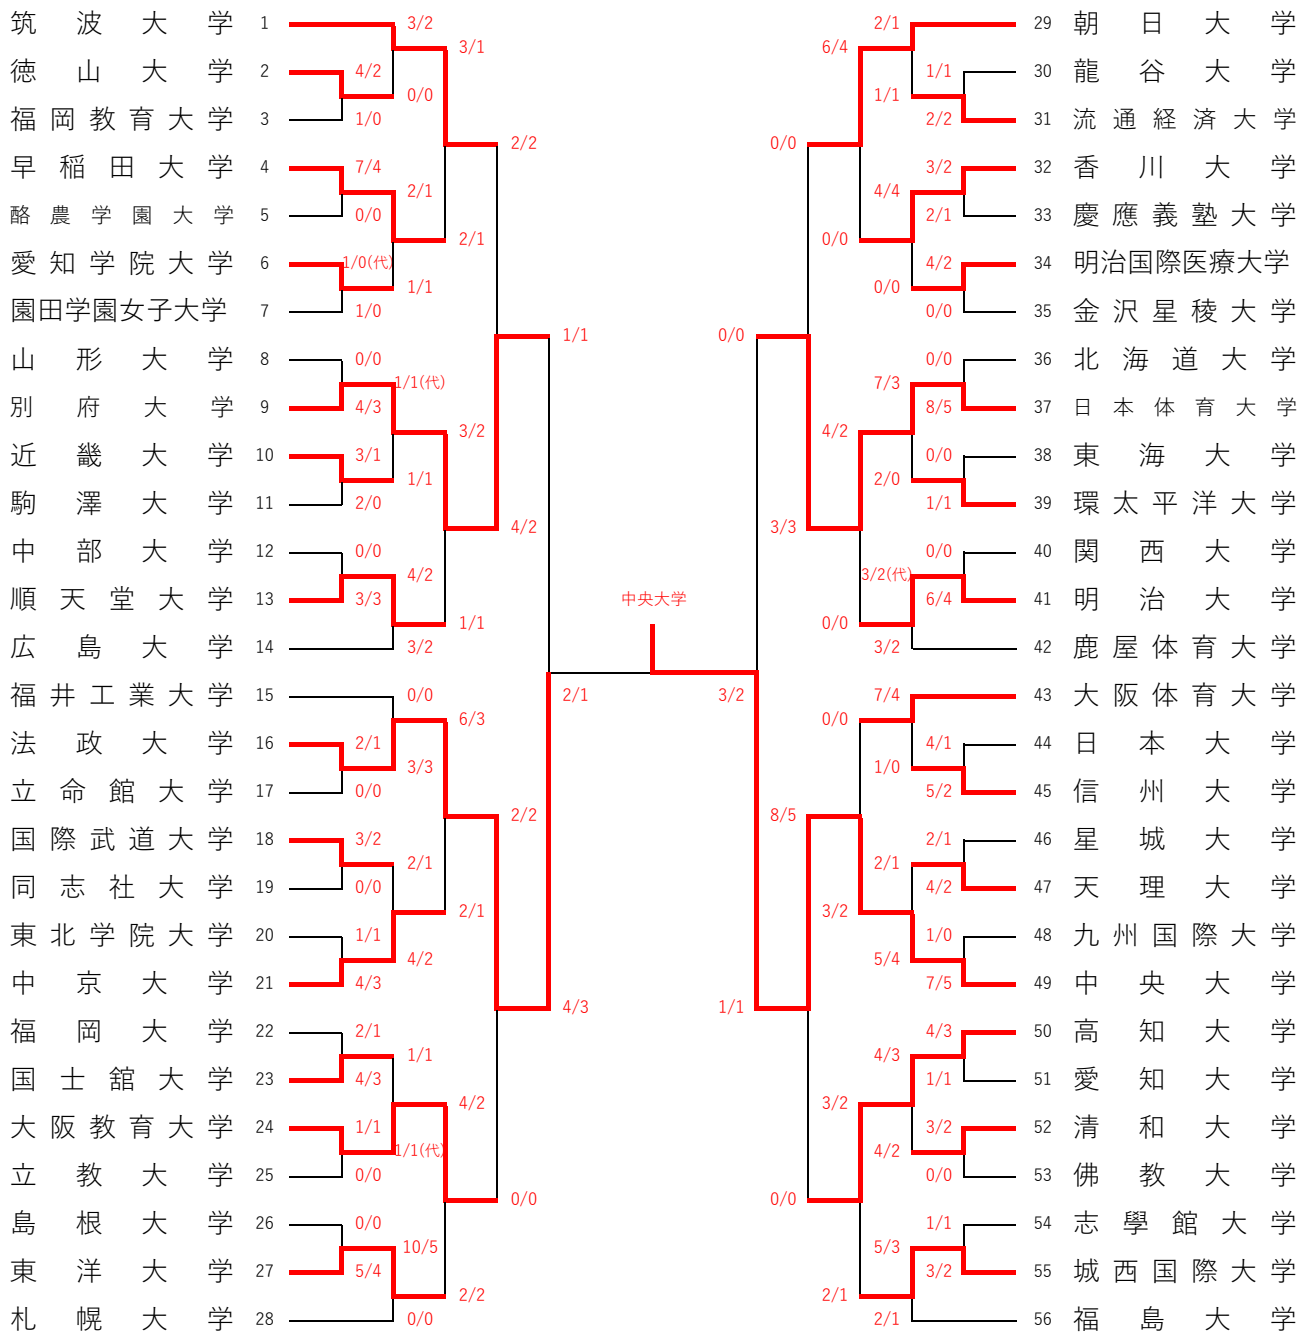 筑波大学 1 3/2
3/1
徳山大学 2 4/2
0/0
福岡教育大学 3 1/0
2/2
早稲田大学 4 7/4
2/1
酪農学園大学 5 0/0
2/1
愛知学院大学 6 1/0(代)
1/1
園田学園女子大学 7 1/0
1/1
山形大学 8 0/0
1/1(代)
別府大学 9 4/3
3/2
近畿大学 10 3/1
1/1
駒澤大学 11 2/0
4/2
中部大学 12 0/0
4/2
順天堂大学 13 3/3
1/1
広島大学 14 3/2
福井工業大学 15 0/0
2/1
6/3
法政大学 16 2/1
3/3
立命館大学 17 0/0
2/2
国際武道大学 18 3/2
2/1
同志社大学 19 0/0
2/1
東北学院大学 20 1/1
4/2
中京大学 21 4/3
4/3
福岡大学 22 2/1
1/1
国士舘大学 23 4/3
4/2
大阪教育大学 24 1/1
1/1(代)
立教大学 25 0/0
0/0
島根大学 26 0/0
10/5
東洋大学 27 5/4
2/2
札幌大学 28 0/0
中央大学
2/1 29 朝日大学
6/4
1/1 30 龍谷大学
1/1
2/2 31 流通経済大学
0/0
3/2 32 香川大学
4/4
2/1 33 慶應義塾大学
0/0
4/2 34 明治国際医療大学
0/0
0/0 35 金沢星稜大学
0/0
0/0 36 北海道大学
7/3
8/5 37 日本体育大学
4/2
0/0 38 東海大学
2/0
1/1 39 環太平洋大学
3/3
0/0 40 関西大学
3/2(代)
6/4 41 明治大学
0/0
3/2 42 鹿屋体育大学
3/2
7/4 43 大阪体育大学
0/0
4/1 44 日本大学
1/0
5/2 45 信州大学
8/5
2/1 46 星城大学
2/1
4/2 47 天理大学
3/2
1/0 48 九州国際大学
5/4
7/5 49 中央大学
1/1
4/3 50 高知大学
4/3
1/1 51 愛知大学
3/2
3/2 52 清和大学
4/2
0/0 53 佛教大学
0/0
1/1 54 志學館大学
5/3
3/2 55 城西国際大学
2/1
2/1 56 福島大学